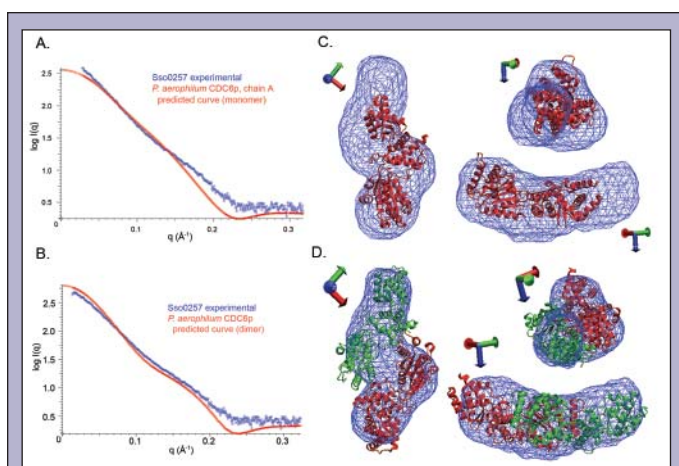 A.
2.5
2.0
1.5
1.0
0.5
log I(q)
Sso0257 experimental
P. aerophilum CDC6p, chain A
predicted curve (monomer)
0
0.1
0.2
0.3
q (Å⁻¹)
B.
2.5
2.0
1.5
1.0
0.5
log I(q)
Sso0257 experimental
P. aerophilum CDC6p
predicted curve (dimer)
0
0.1
0.2
0.3
q (Å⁻¹)
C.
D.